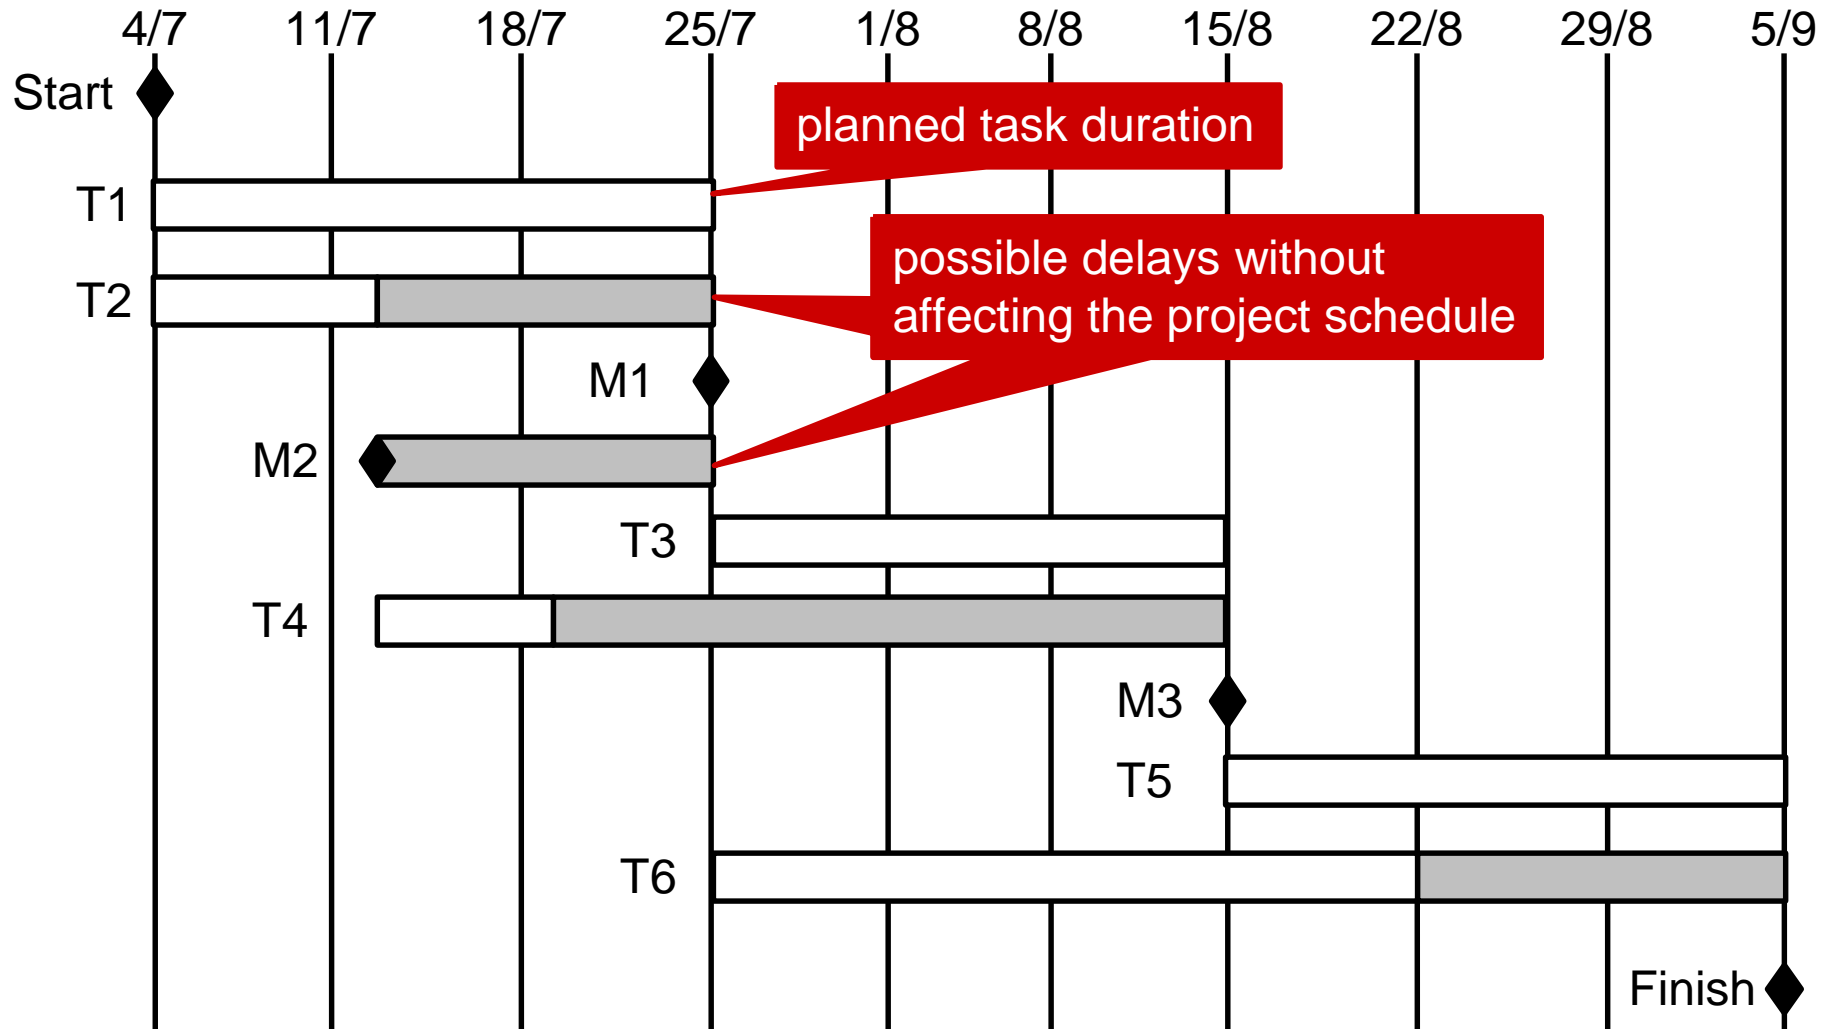 4/7 11/7 18/7 25/7 1/8 8/8 15/8 22/8 29/8 5/9
Start
planned task duration
T1
possible delays without
affecting the project schedule
T2
M1
M2
T3
T4
M3
T5
T6
Finish